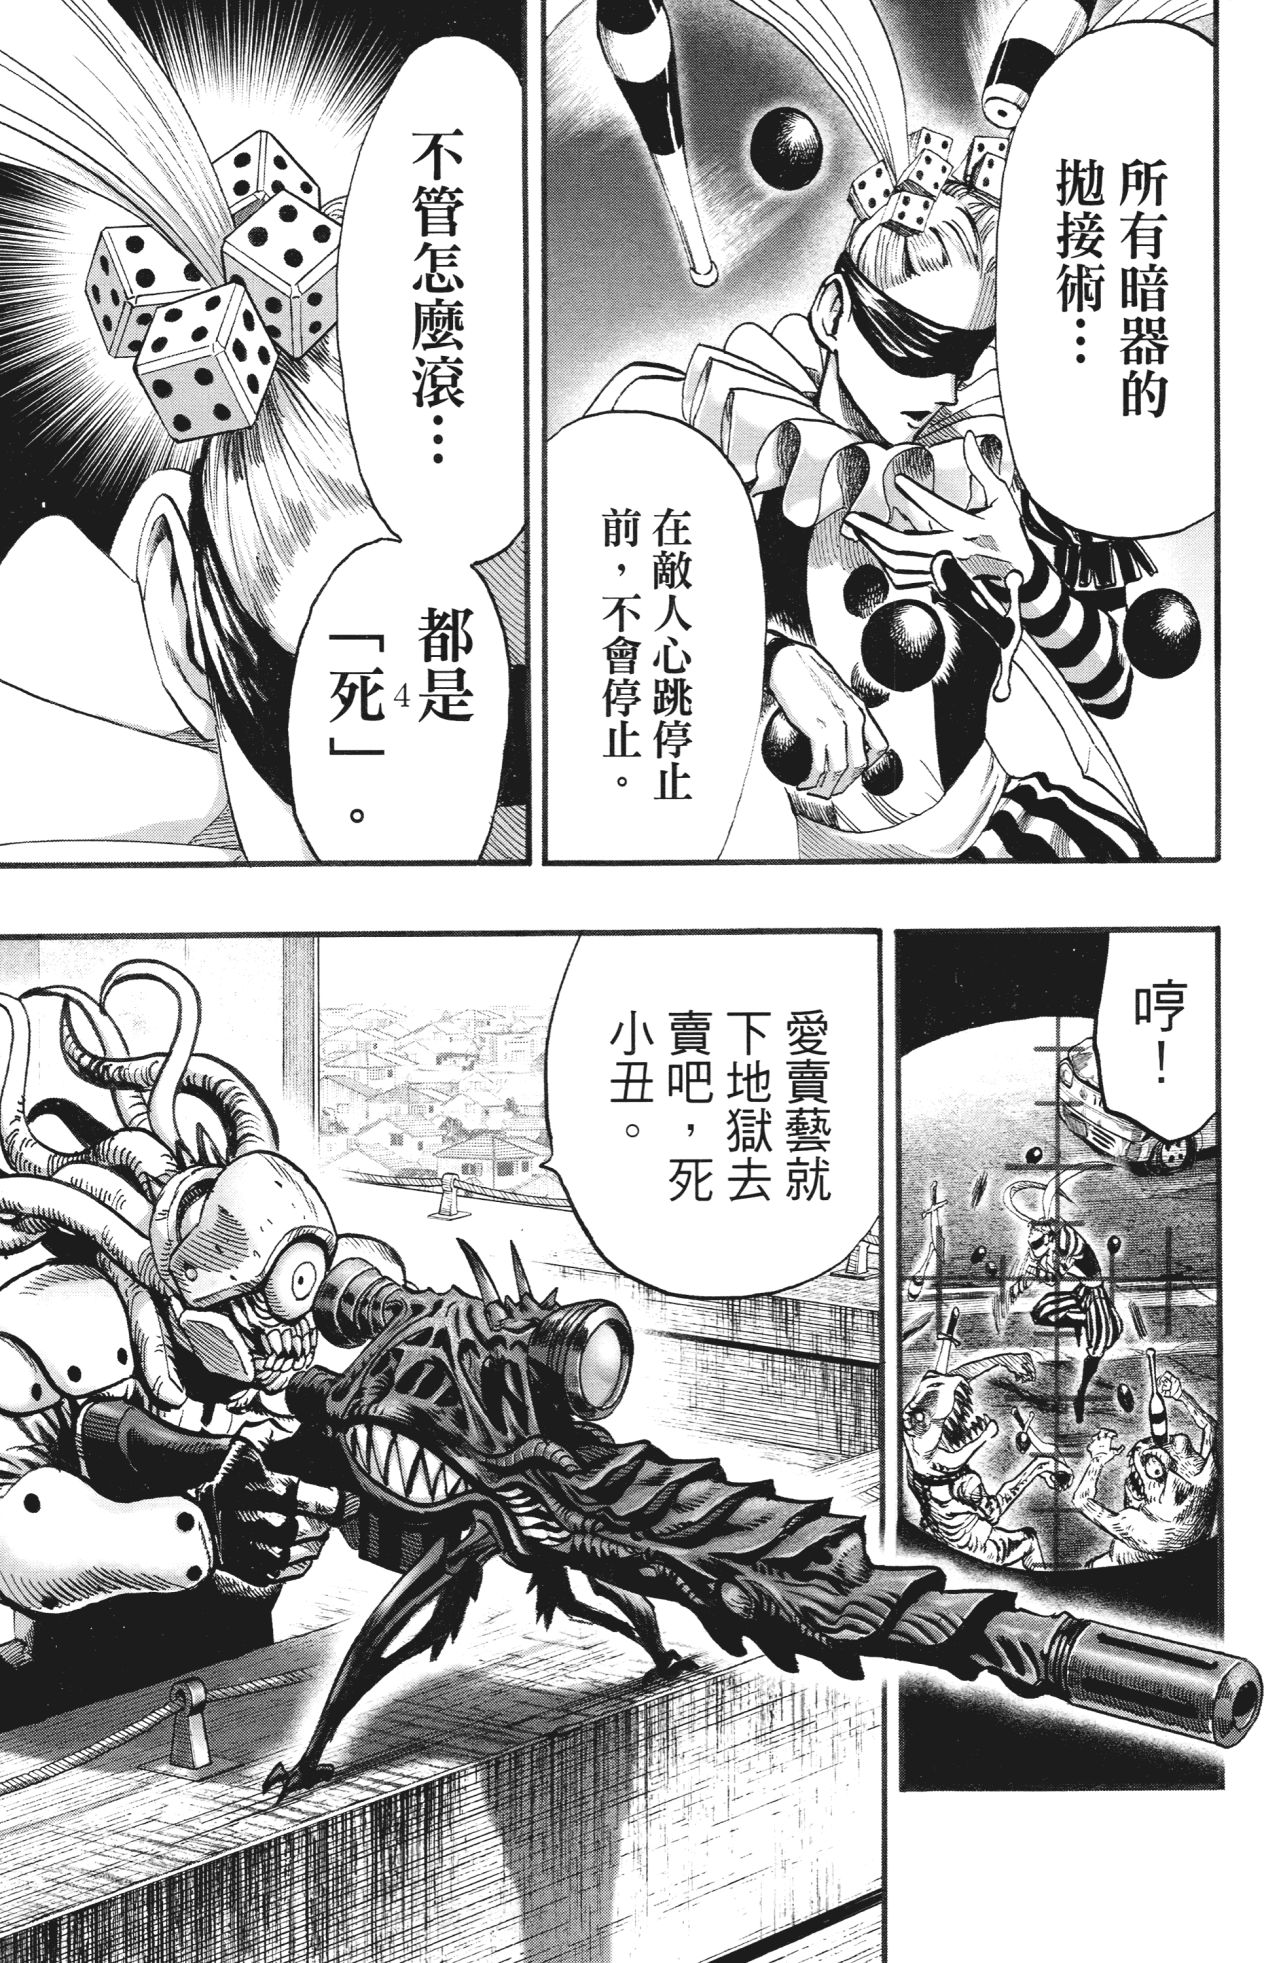 所有暗器的
拋接術…
在敵人心跳停止
前，不會停止。
不管怎麼滾…
都是
4
「死」。
哼！
愛賣藝就
下地獄去
賣吧，死
小丑。